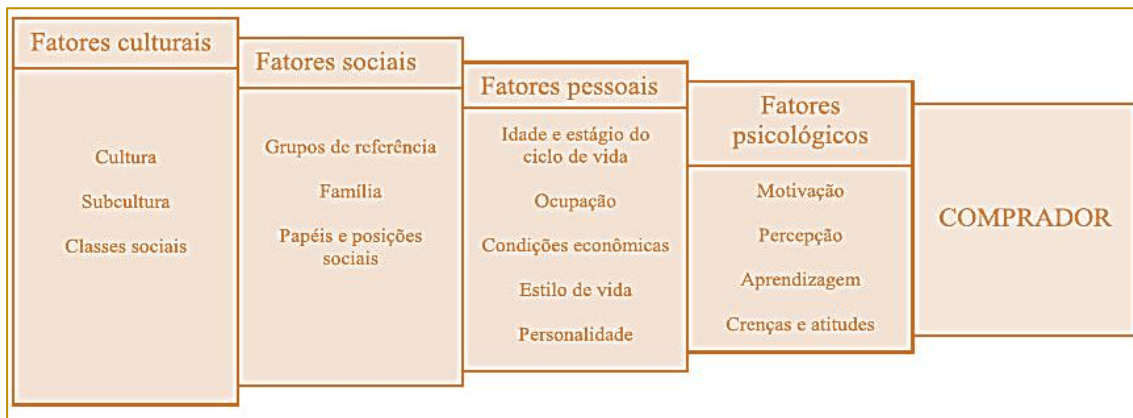 Fatores culturais
Cultura
Subcultura
Classes sociais
Fatores sociais
Grupos de referência
Família
Papéis e posições
sociais
Fatores pessoais
Idade e estágio do
ciclo de vida
Ocupação
Condições econômicas
Estilo de vida
Personalidade
Fatores
psicológicos
Motivação
Percepção
Aprendizagem
Crenças e atitudes
COMPRADOR